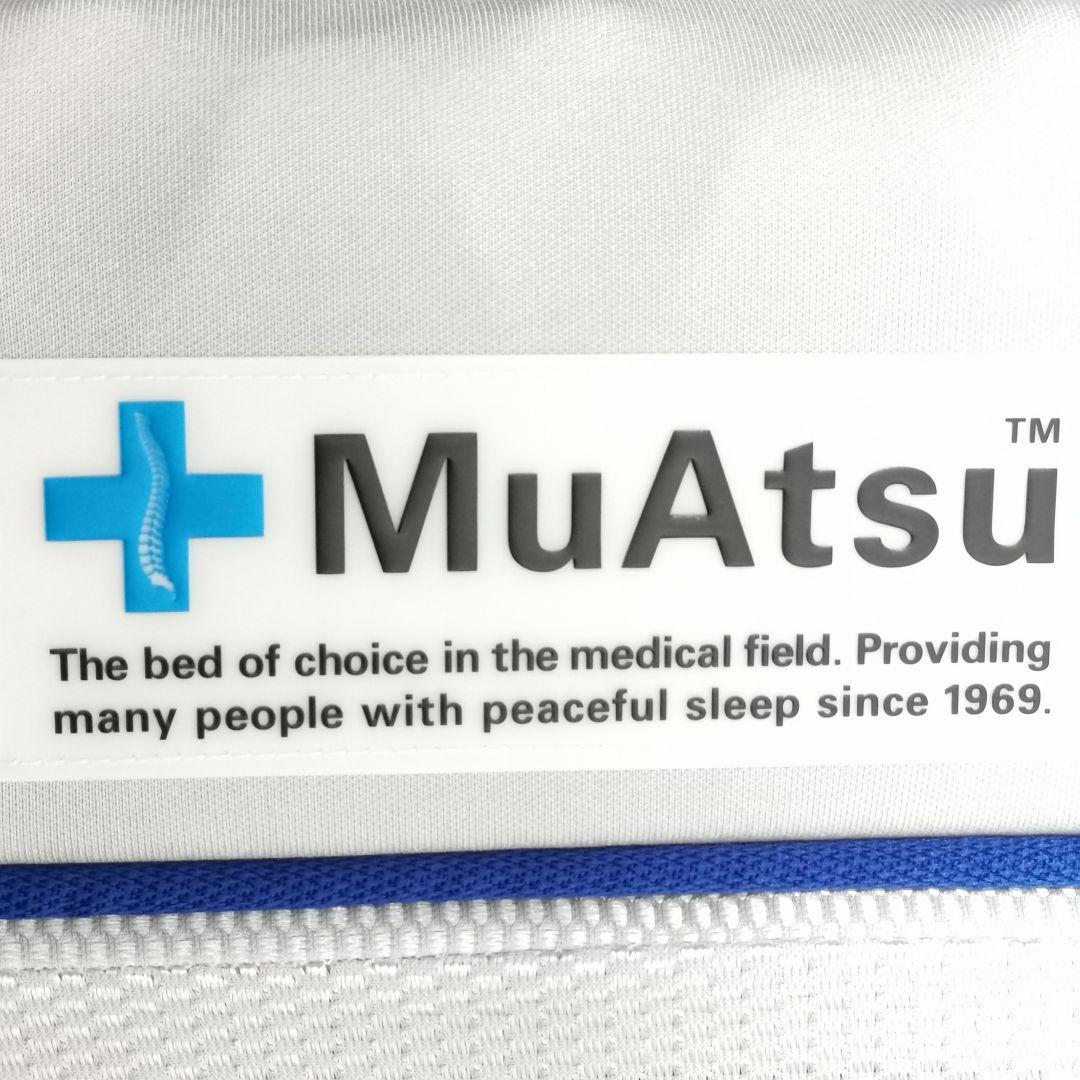 MuAtsu™
The bed of choice in the medical field. Providing
many people with peaceful sleep since 1969.